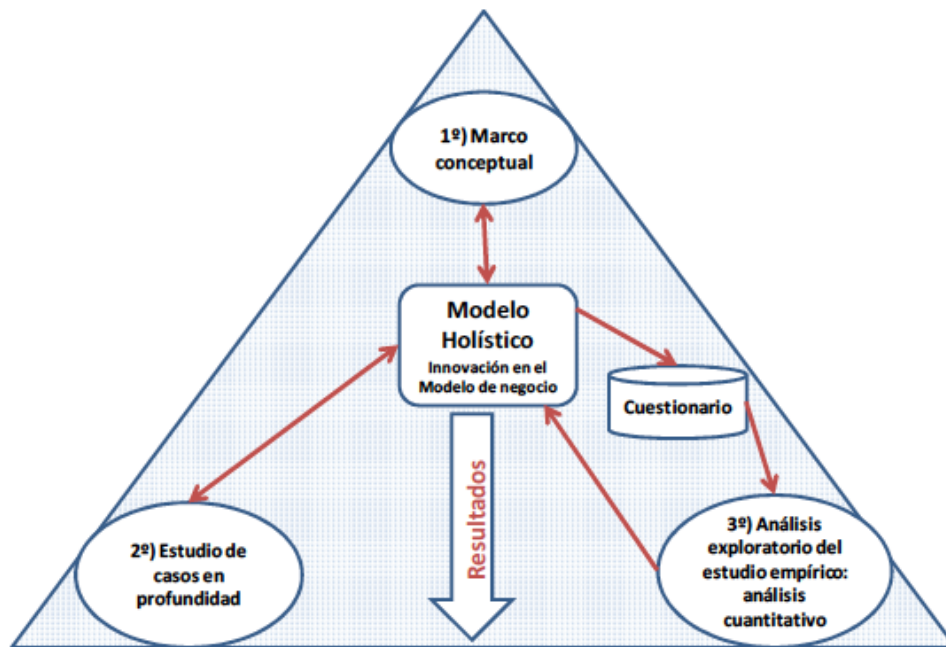 1º) Marco
conceptual
Modelo
Holístico
Innovación en el
Modelo de negocio
Cuestionario
Resultados
2º) Estudio de
casos en
profundidad
3º) Análisis
exploratorio del
estudio empírico:
análisis
cuantitativo